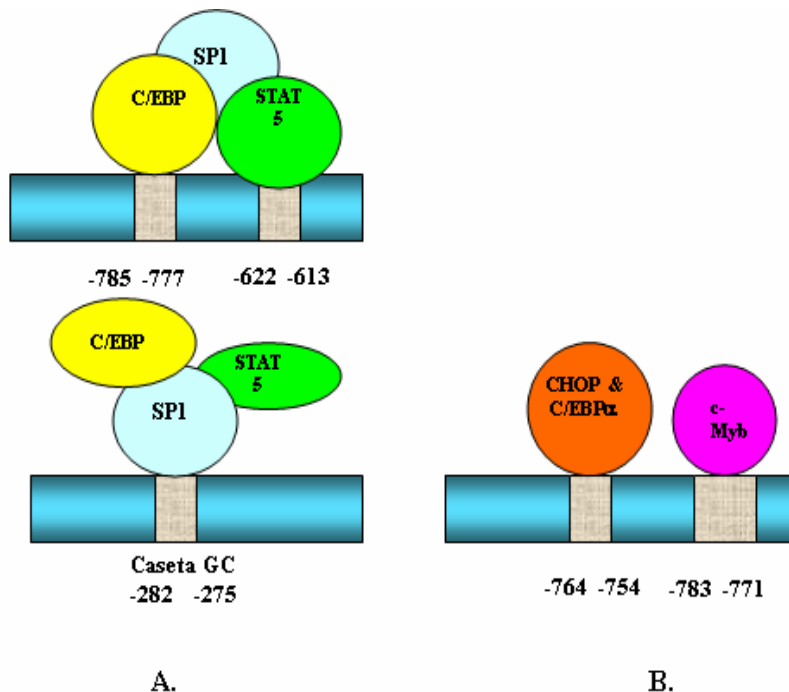 SP1
C/EBP
STAT
5
-785 -777
-622 -613
C/EBP
STAT
5
SP1
Caseta GC
-282 -275
CHOP &
C/EBPα
c-
Myb
-764 -754
-783 -771
A.
B.